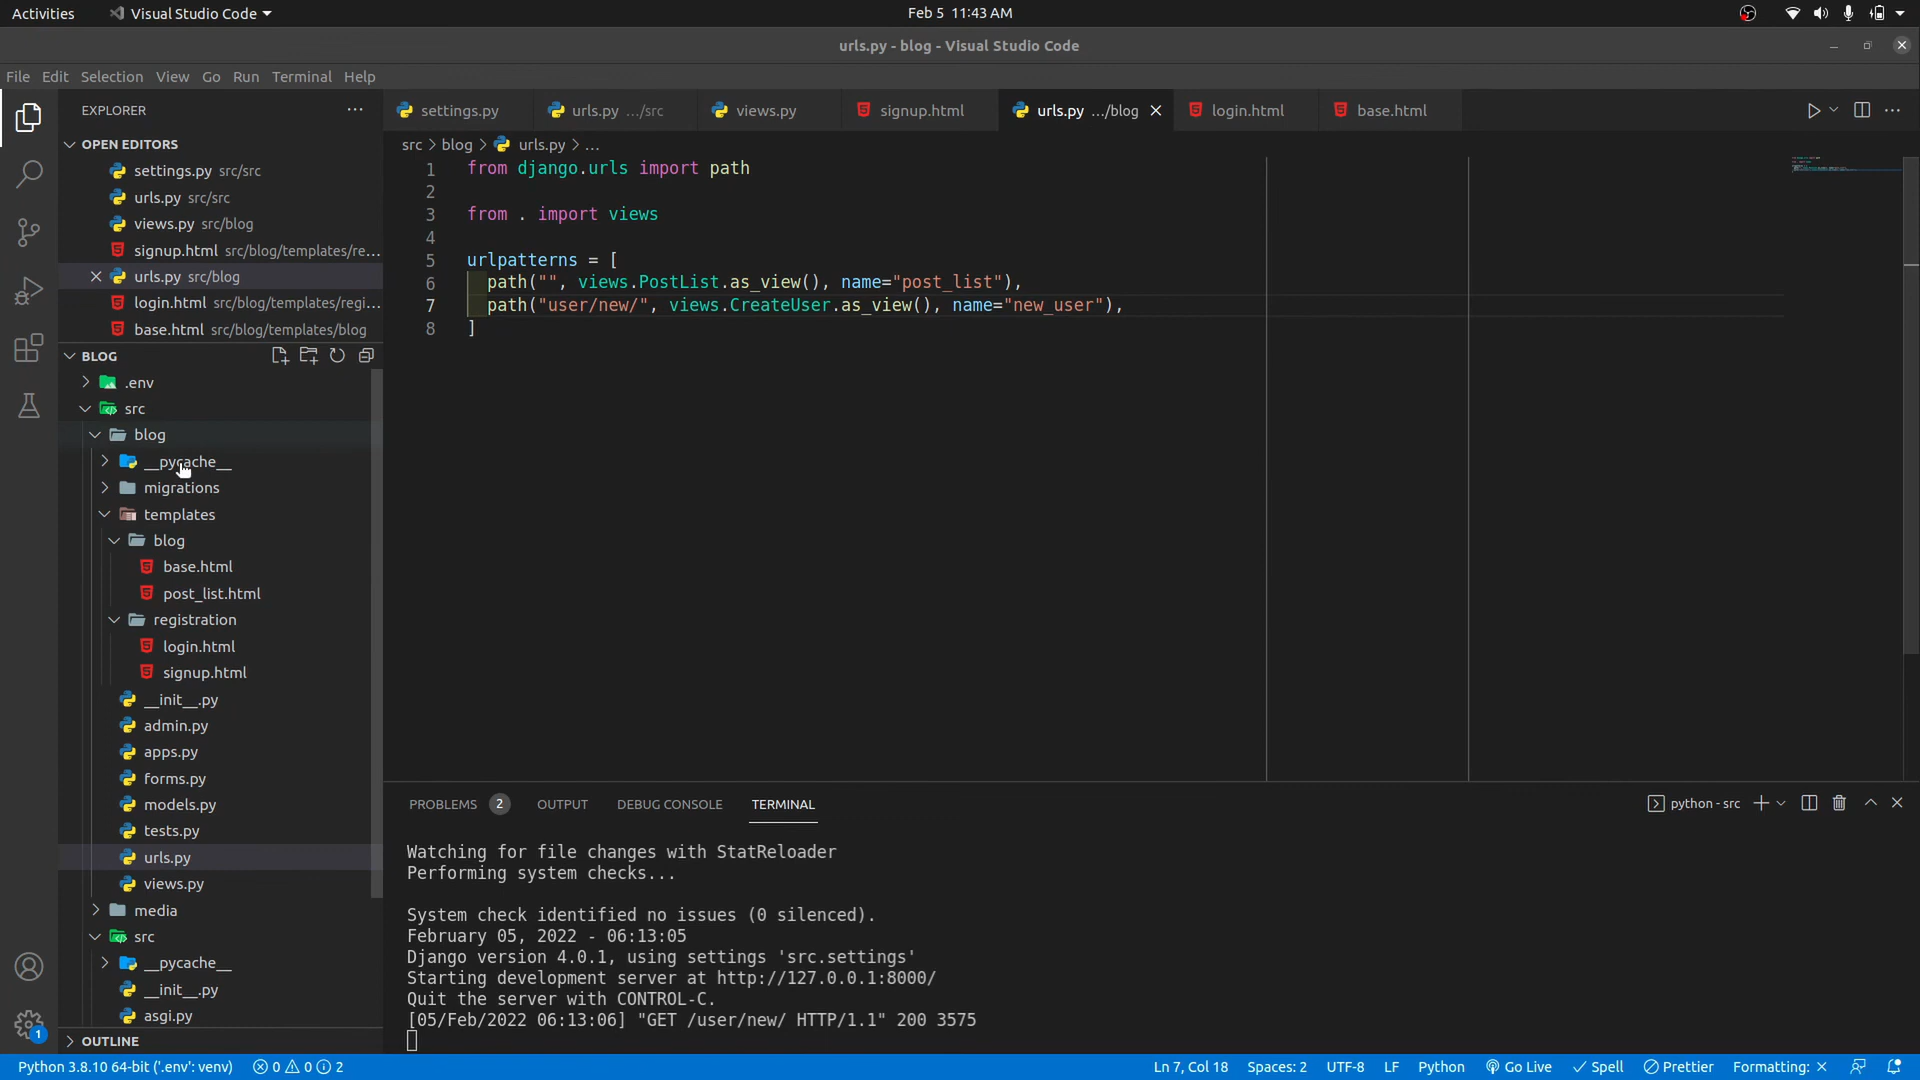 Activities Visual Studio Code Feb 5 11:43 AM
urls.py - blog - Visual Studio Code
File Edit Selection View Go Run Terminal Help
EXPLORER
settings.py urls.py .../src views.py signup.html urls.py .../blog login.html base.html
src > blog > urls.py > ...
OPEN EDITORS
settings.py src/src
urls.py src/src
views.py src/blog
signup.html src/blog/templates/re...
urls.py src/blog
login.html src/blog/templates/regi...
base.html src/blog/templates/blog
BLOG
.env
src
blog
__pycache__
migrations
templates
blog
base.html
post_list.html
registration
login.html
signup.html
__init__.py
admin.py
apps.py
forms.py
models.py
tests.py
urls.py
views.py
media
src
__pycache__
__init__.py
asgi.py
OUTLINE
1 from django.urls import path
2
3 from . import views
4
5 urlpatterns = [
6 path("", views.PostList.as_view(), name="post_list"),
7 path("user/new/", views.CreateUser.as_view(), name="new_user"),
8 ]
PROBLEMS 2 OUTPUT DEBUG CONSOLE TERMINAL python - src
Watching for file changes with StatReloader
Performing system checks...
System check identified no issues (0 silenced).
February 05, 2022 - 06:13:05
Django version 4.0.1, using settings 'src.settings'
Starting development server at http://127.0.0.1:8000/
Quit the server with CONTROL-C.
[05/Feb/2022 06:13:06] "GET /user/new/ HTTP/1.1" 200 3575
1
Python 3.8.10 64-bit ('.env': venv) 0 0 2 Ln 7, Col 18 Spaces: 2 UTF-8 LF Python Go Live Spell Prettier Formatting: ×